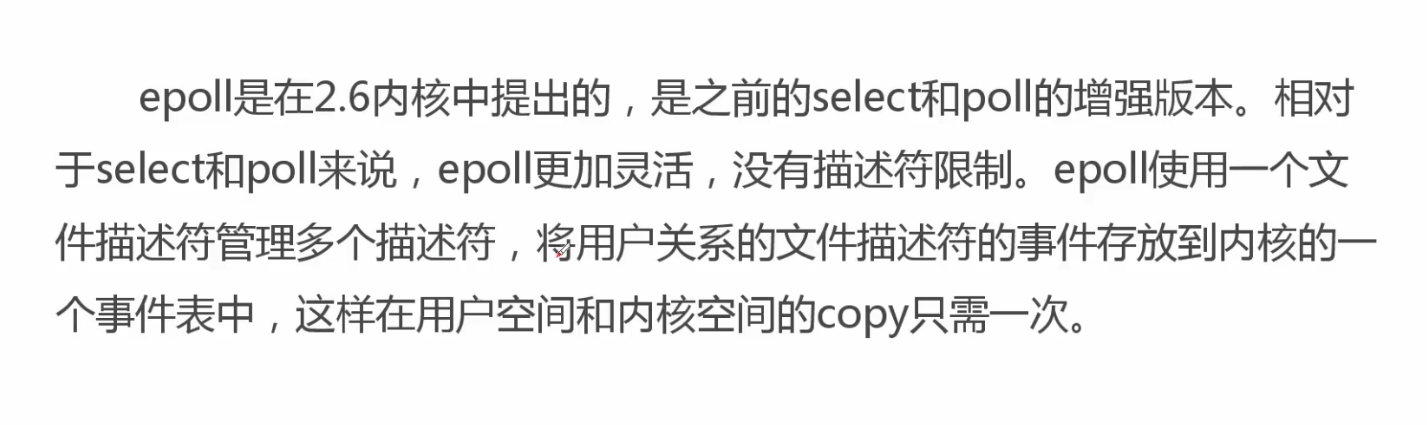 epoll是在2.6内核中提出的，是之前的select和poll的增强版本。相对
于select和poll来说，epoll更加灵活，没有描述符限制。epoll使用一个文
件描述符管理多个描述符，将用户关系的文件描述符的事件存放到内核的一
个事件表中，这样在用户空间和内核空间的copy只需一次。